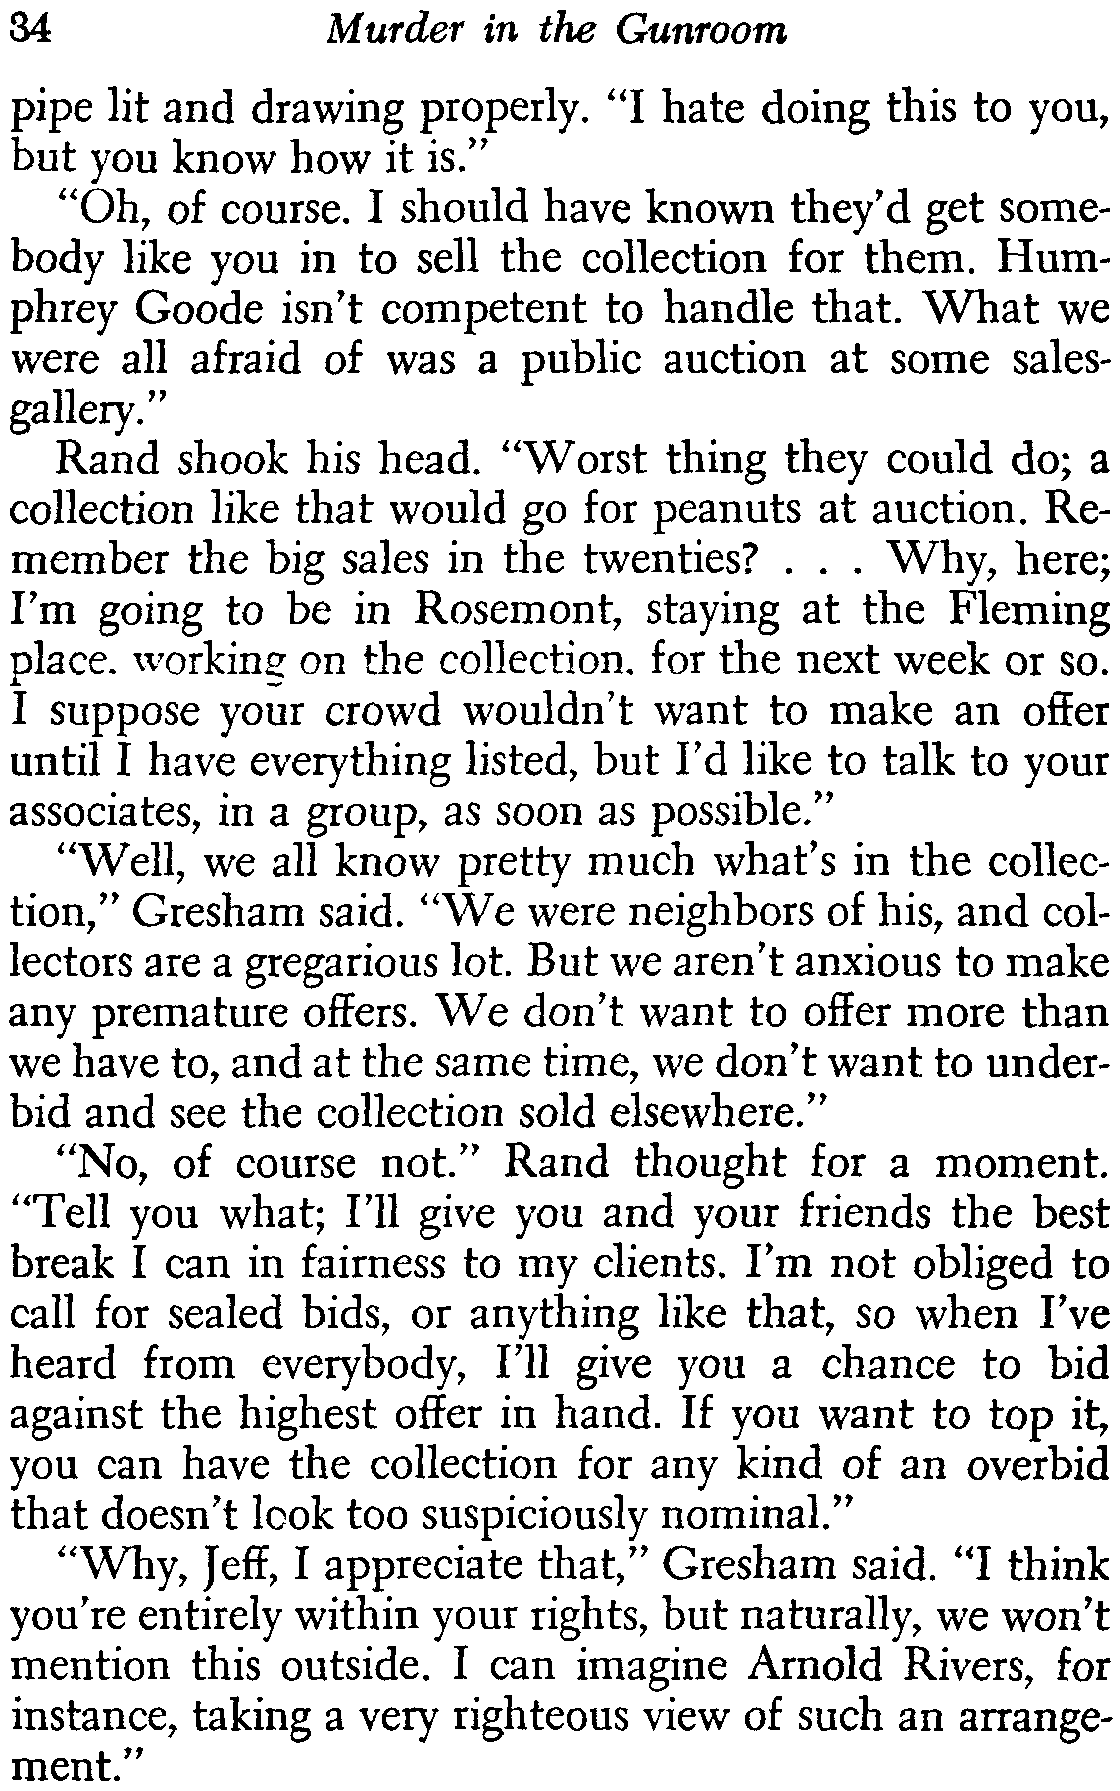 34 Murder in the Gunroom
pipe lit and drawing properly. “I hate doing this to you,
but you know how it is.”
“Oh, of course. I should have known they’d get some-
body like you in to sell the collection for them. Hum-
phrey Goode isn’t competent to handle that. What we
were all afraid of was a public auction at some sales-
gallery.”
Rand shook his head. “Worst thing they could do; a
collection like that would go for peanuts at auction. Re-
member the big sales in the twenties? . . . Why, here;
I’m going to be in Rosemont, staying at the Fleming
place. working on the collection. for the next week or so.
I suppose your crowd wouldn’t want to make an offer
until I have everything listed, but I’d like to talk to your
associates, in a group, as soon as possible.”
“Well, we all know pretty much what’s in the collec-
tion,” Gresham said. “We were neighbors of his, and col-
lectors are a gregarious lot. But we aren’t anxious to make
any premature offers. We don’t want to offer more than
we have to, and at the same time, we don’t want to under-
bid and see the collection sold elsewhere.”
“No, of course not.” Rand thought for a moment.
“Tell you what; I’ll give you and your friends the best
break I can in fairness to my clients. I’m not obliged to
call for sealed bids, or anything like that, so when I’ve
heard from everybody, I’ll give you a chance to bid
against the highest offer in hand. If you want to top it,
you can have the collection for any kind of an overbid
that doesn’t look too suspiciously nominal.”
“Why, Jeff, I appreciate that,” Gresham said. “I think
you’re entirely within your rights, but naturally, we won’t
mention this outside. I can imagine Arnold Rivers, for
instance, taking a very righteous view of such an arrange-
ment.”